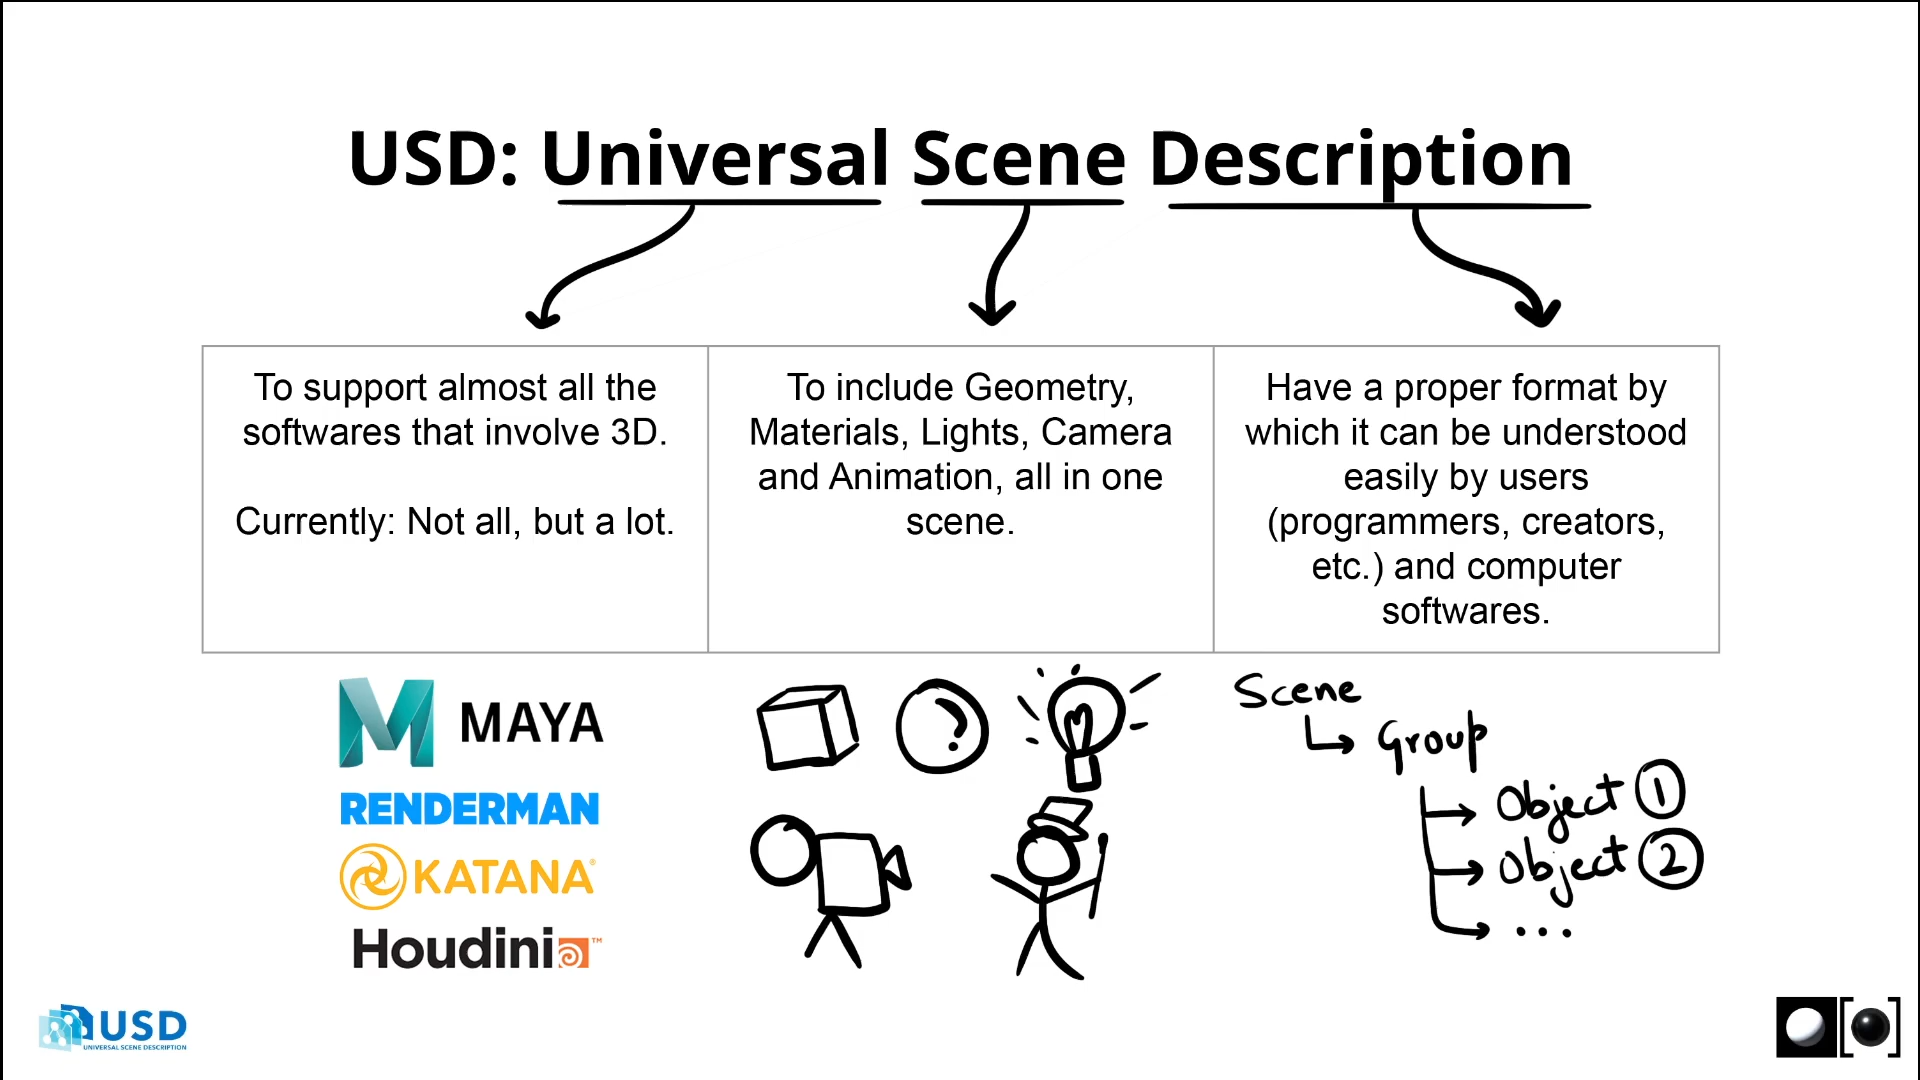 USD: Universal Scene Description
To support almost all the
softwares that involve 3D.
Currently: Not all, but a lot.
To include Geometry,
Materials, Lights, Camera
and Animation, all in one
scene.
Have a proper format by
which it can be understood
easily by users
(programmers, creators,
etc.) and computer
softwares.
MAYA
RENDERMAN
KATANA®
Houdini™
Scene
Group
Object 1
Object 2
...
USD
UNIVERSAL SCENE DESCRIPTION